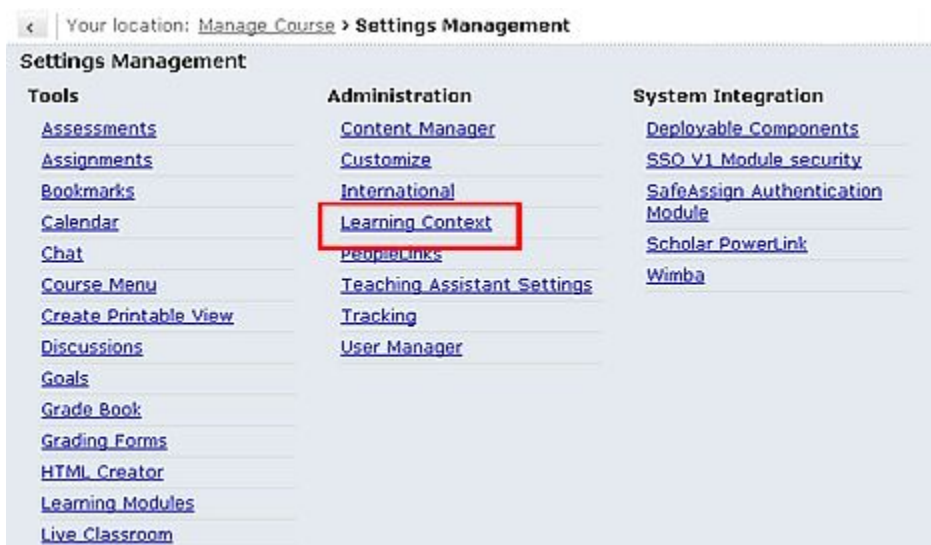 Your location: Manage Course > Settings Management
Settings Management
Tools
Assessments
Assignments
Bookmarks
Calendar
Chat
Course Menu
Create Printable View
Discussions
Goals
Grade Book
Grading Forms
HTML Creator
Learning Modules
Live Classroom
Administration
Content Manager
Customize
International
Learning Context
PeopleLinks
Teaching Assistant Settings
Tracking
User Manager
System Integration
Deployable Components
SSO V1 Module security
SafeAssign Authentication
Module
Scholar PowerLink
Wimba